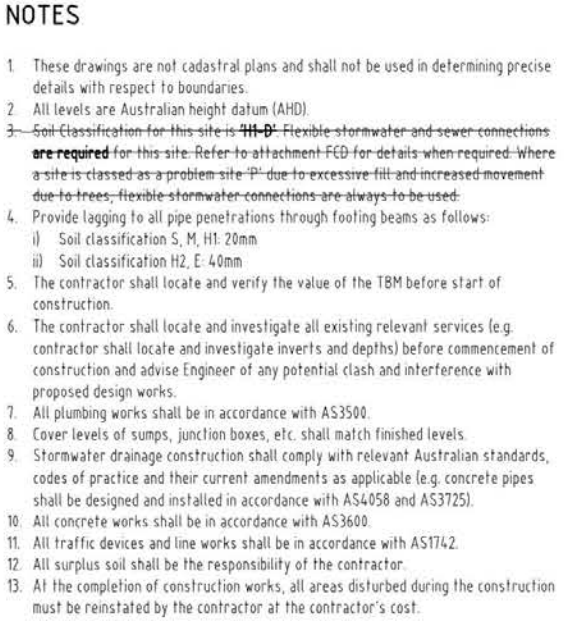 NOTES
1. These drawings are not cadastral plans and shall not be used in determining precise
details with respect to boundaries.
2. All levels are Australian height datum (AHD).
3. Soil Classification for this site is 'H1-D'. Flexible stormwater and sewer connections
are required for this site. Refer to attachment FCD for details when required. Where
a site is classed as a problem site 'P' due to excessive fill and increased movement
due to trees, flexible stormwater connections are always to be used.
4. Provide lagging to all pipe penetrations through footing beams as follows:
i) Soil classification S, M, H1: 20mm
ii) Soil classification H2, E: 40mm
5. The contractor shall locate and verify the value of the TBM before start of
construction.
6. The contractor shall locate and investigate all existing relevant services (e.g.
contractor shall locate and investigate inverts and depths) before commencement of
construction and advise Engineer of any potential clash and interference with
proposed design works.
7. All plumbing works shall be in accordance with AS3500.
8. Cover levels of sumps, junction boxes, etc. shall match finished levels.
9. Stormwater drainage construction shall comply with relevant Australian standards,
codes of practice and their current amendments as applicable (e.g. concrete pipes
shall be designed and installed in accordance with AS4058 and AS3725).
10. All concrete works shall be in accordance with AS3600.
11. All traffic devices and line works shall be in accordance with AS1742.
12. All surplus soil shall be the responsibility of the contractor.
13. At the completion of construction works, all areas disturbed during the construction
must be reinstated by the contractor at the contractor's cost.